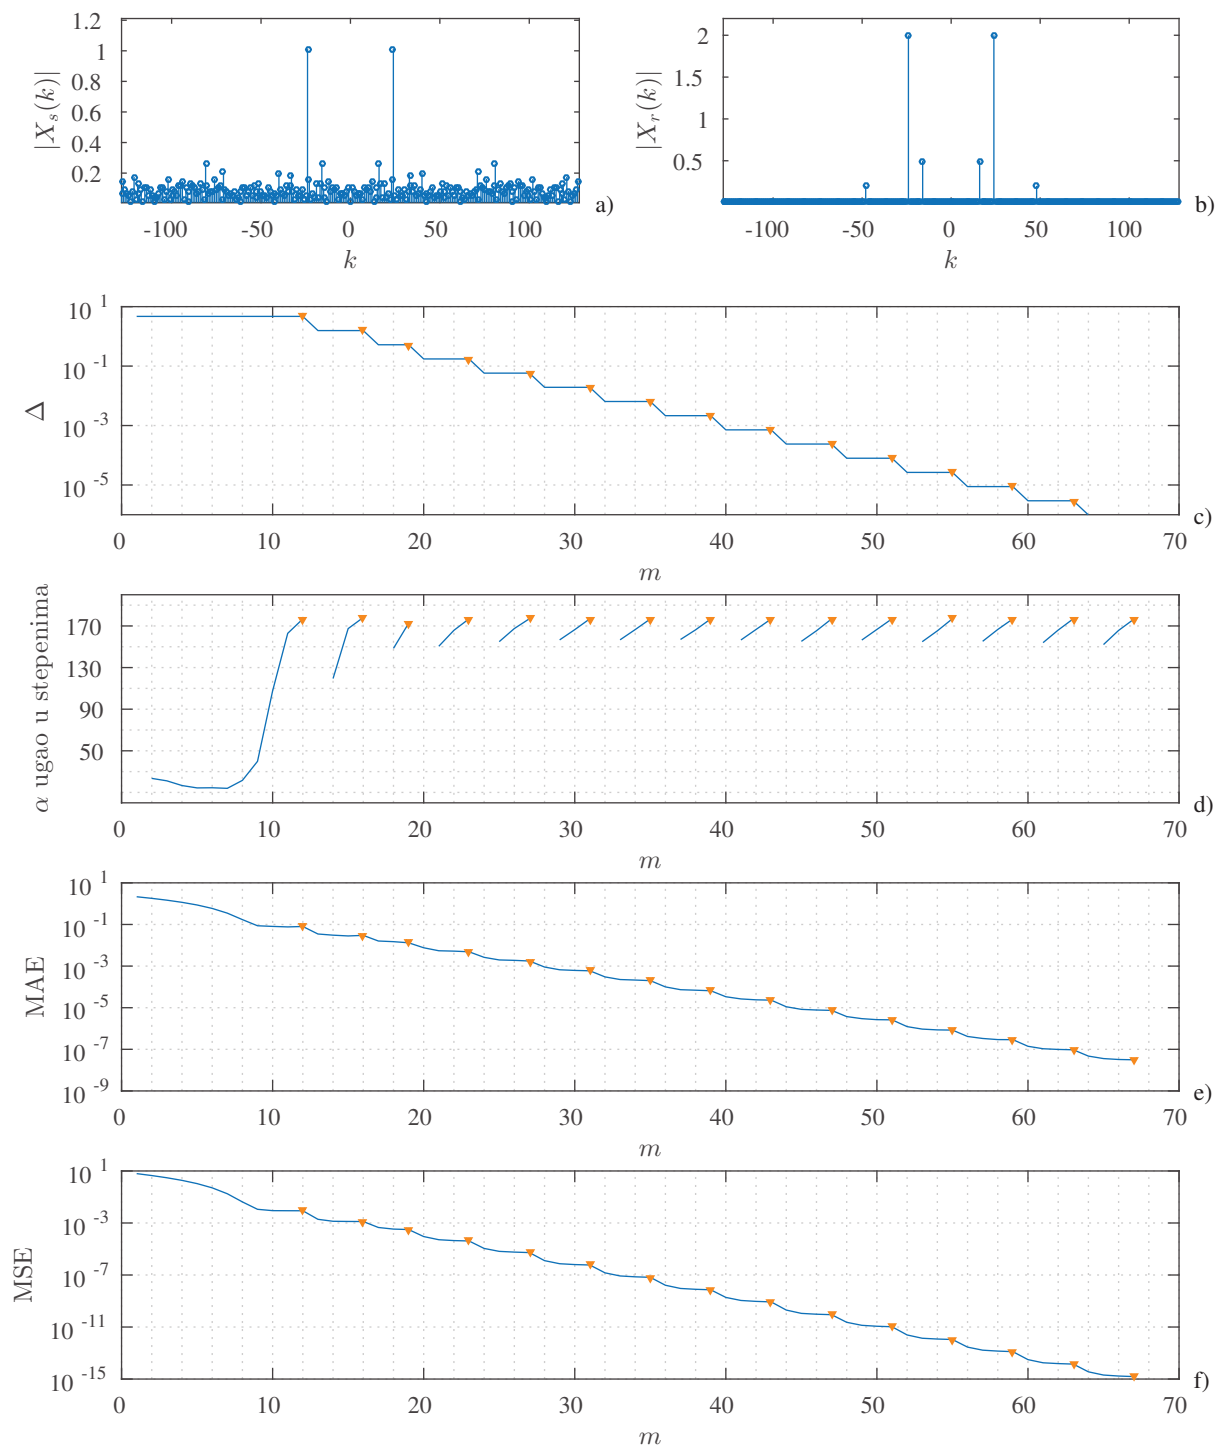 1.2
1
0.8
0.6
0.4
0.2
|X_s(k)|
-100 -50 0 50 100
k
a)
2
1.5
1
0.5
|X_r(k)|
-100 -50 0 50 100
k
b)
10^1
10^-1
10^-3
10^-5
Δ
0 10 20 30 40 50 60 70
m
c)
170
130
90
50
α ugao u stepenima
0 10 20 30 40 50 60 70
m
d)
10^1
10^-1
10^-3
10^-5
10^-7
10^-9
MAE
0 10 20 30 40 50 60 70
m
e)
10^1
10^-3
10^-7
10^-11
10^-15
MSE
0 10 20 30 40 50 60 70
m
f)